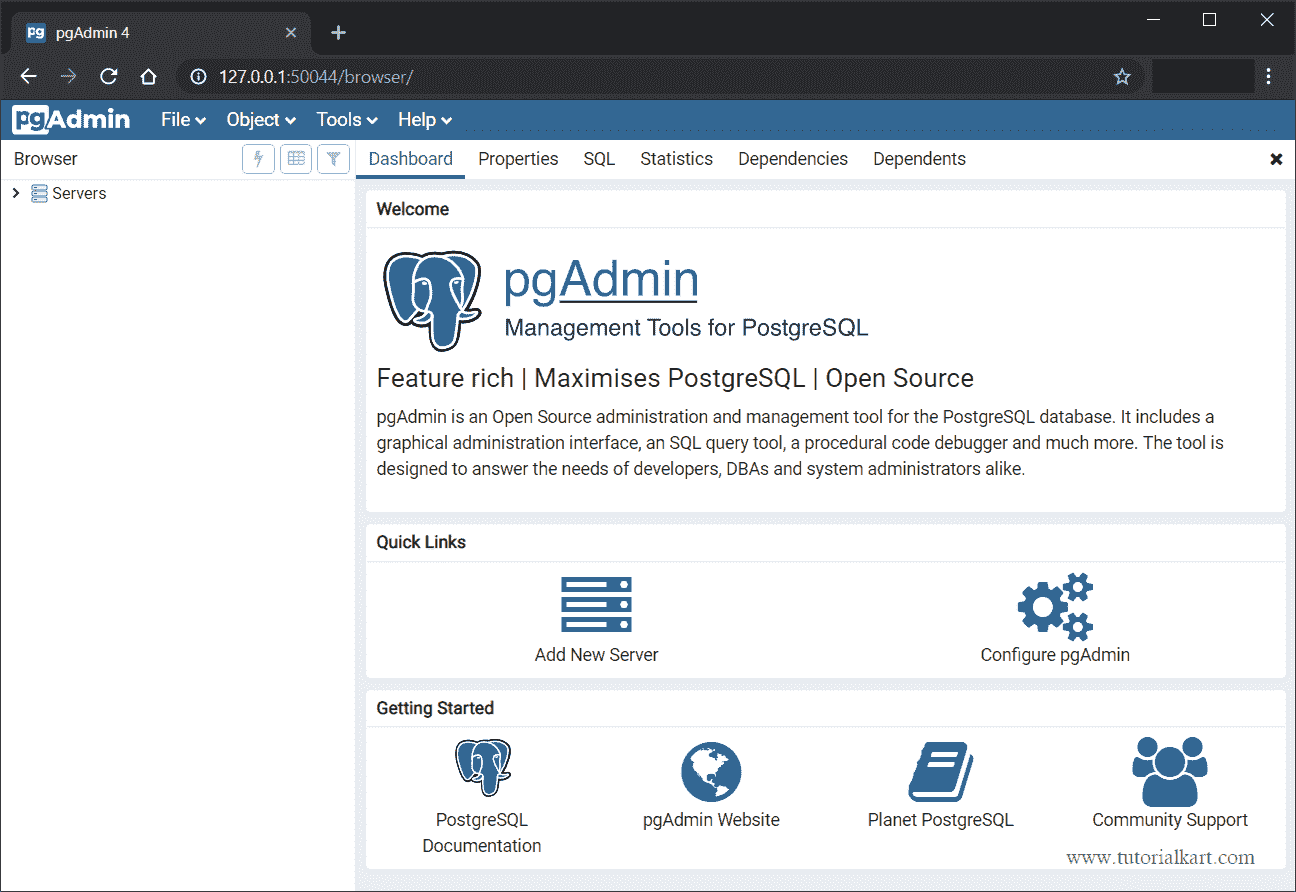 pg pgAdmin 4
127.0.0.1:50044/browser/
pgAdmin File Object Tools Help
Browser Dashboard Properties SQL Statistics Dependencies Dependents
Servers
Welcome
pgAdmin
Management Tools for PostgreSQL
Feature rich | Maximises PostgreSQL | Open Source
pgAdmin is an Open Source administration and management tool for the PostgreSQL database. It includes a
graphical administration interface, an SQL query tool, a procedural code debugger and much more. The tool is
designed to answer the needs of developers, DBAs and system administrators alike.
Quick Links
Add New Server Configure pgAdmin
Getting Started
PostgreSQL
Documentation
pgAdmin Website
Planet PostgreSQL
Community Support
www.tutorialkart.com